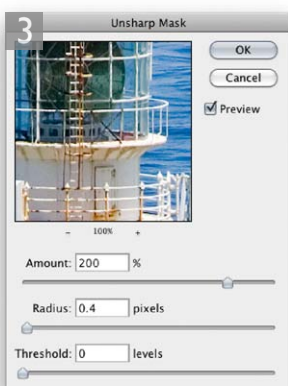 3
Unsharp Mask
OK
Cancel
Preview
- 100% +
Amount: 200 %
Radius: 0.4 pixels
Threshold: 0 levels